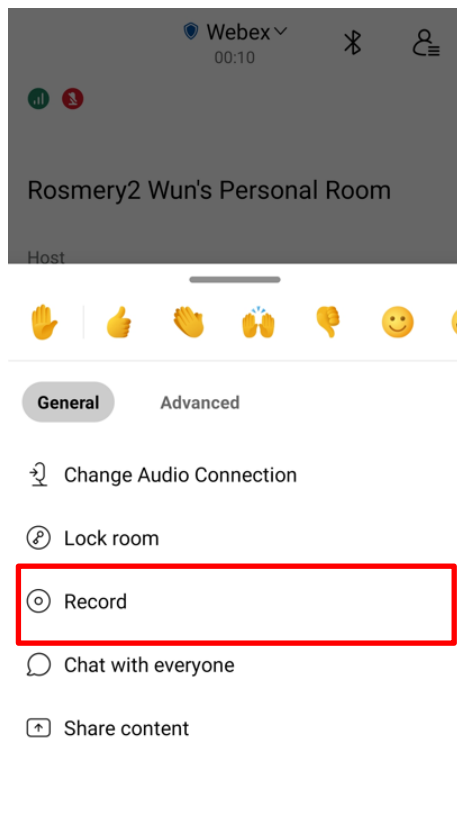 Webex
00:10
Rosmery2 Wun's Personal Room
Host
General Advanced
Change Audio Connection
Lock room
Record
Chat with everyone
Share content